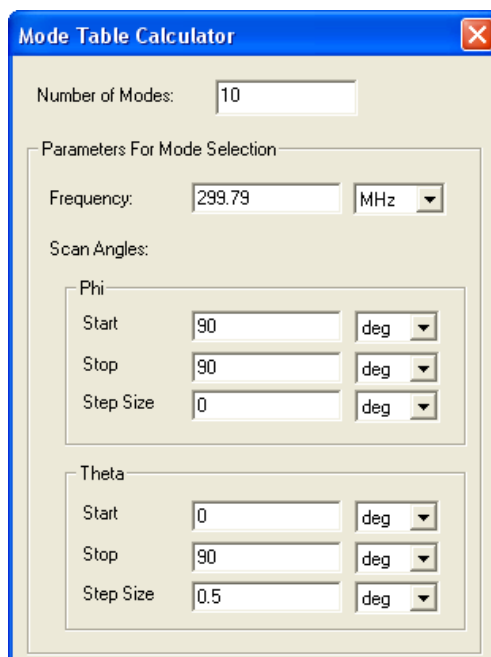 Mode Table Calculator
Number of Modes: 10
Parameters For Mode Selection
Frequency: 299.79 MHz
Scan Angles:
Phi
Start 90 deg
Stop 90 deg
Step Size 0 deg
Theta
Start 0 deg
Stop 90 deg
Step Size 0.5 deg